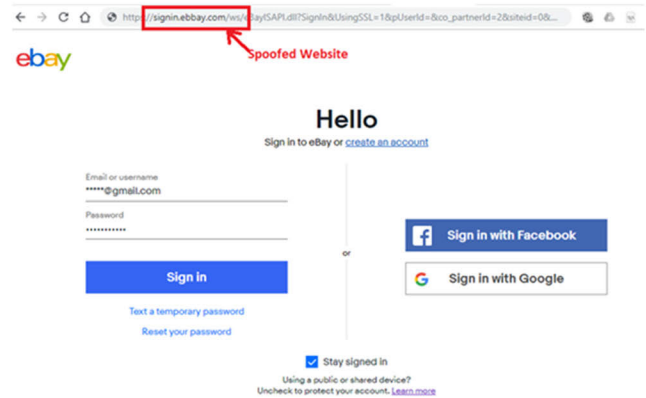 https://signin.ebbay.com/ws/eBayISAPI.dll?SignIn&UsingSSL=1&pUserId=&co_partnerId=2&siteid=0&...
ebay
Spoofed Website
Hello
Sign in to eBay or create an account
Email or username
*****@gmail.com
Password
•••••••••••
Sign in
Text a temporary password
Reset your password
or
Sign in with Facebook
Sign in with Google
Stay signed in
Using a public or shared device?
Uncheck to protect your account. Learn more